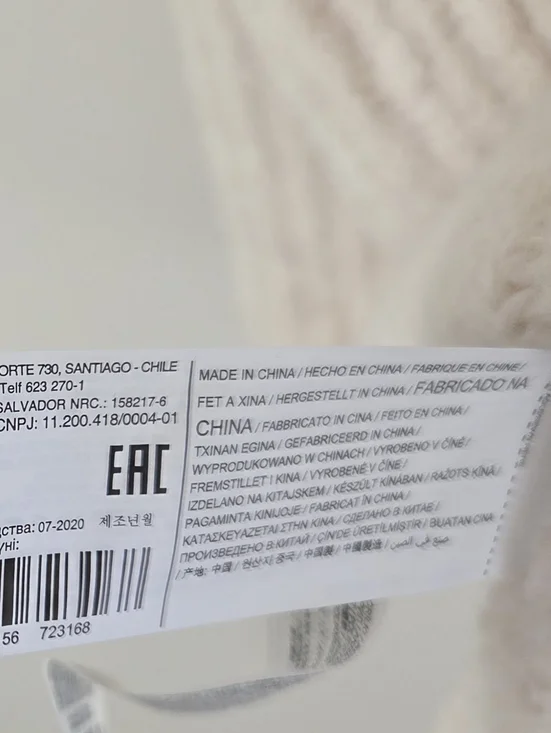 ORTE 730, SANTIAGO - CHILE
Telf 623 270-1
SALVADOR NRC.: 158217-6
CNPJ: 11.200.418/0004-01
EAC
дства: 07-2020 제조년월
уні:
56 723168
MADE IN CHINA / HECHO EN CHINA / FABRIQUE EN CHINE /
FET A XINA / HERGESTELLT IN CHINA / FABRICADO NA
CHINA / FABBRICATO IN CINA / FEITO EN CHINA /
TXINAN EGINA / GEFABRICEERD IN CHINA /
WYPRODUKOWANO W CHINACH / VYROBENO V ČÍNĚ /
FREMSTILLET I KINA / VYROBENÉ V ČÍNE /
IZDELANO NA KITAJSKEM / KÉSZÜLT KÍNÁBAN / RAŽOTS ĶĪNĀ /
PAGAMINTA KINIJOJE / FABRICAT ÎN CHINA /
ΚΑΤΑΣΚΕΥΑΖΕΤΑΙ ΣΤΗΝ ΚΙΝΑ / СДЕЛАНО В КИТАЕ /
ПРОИЗВЕДЕНО В КИТАЙ / ÇİNDE ÜRETİLMİŞTİR / BUATAN CINA
/ 产地: 中国 / 원산지 중국 / 中国製 / 中國製造 / صنع في الصين